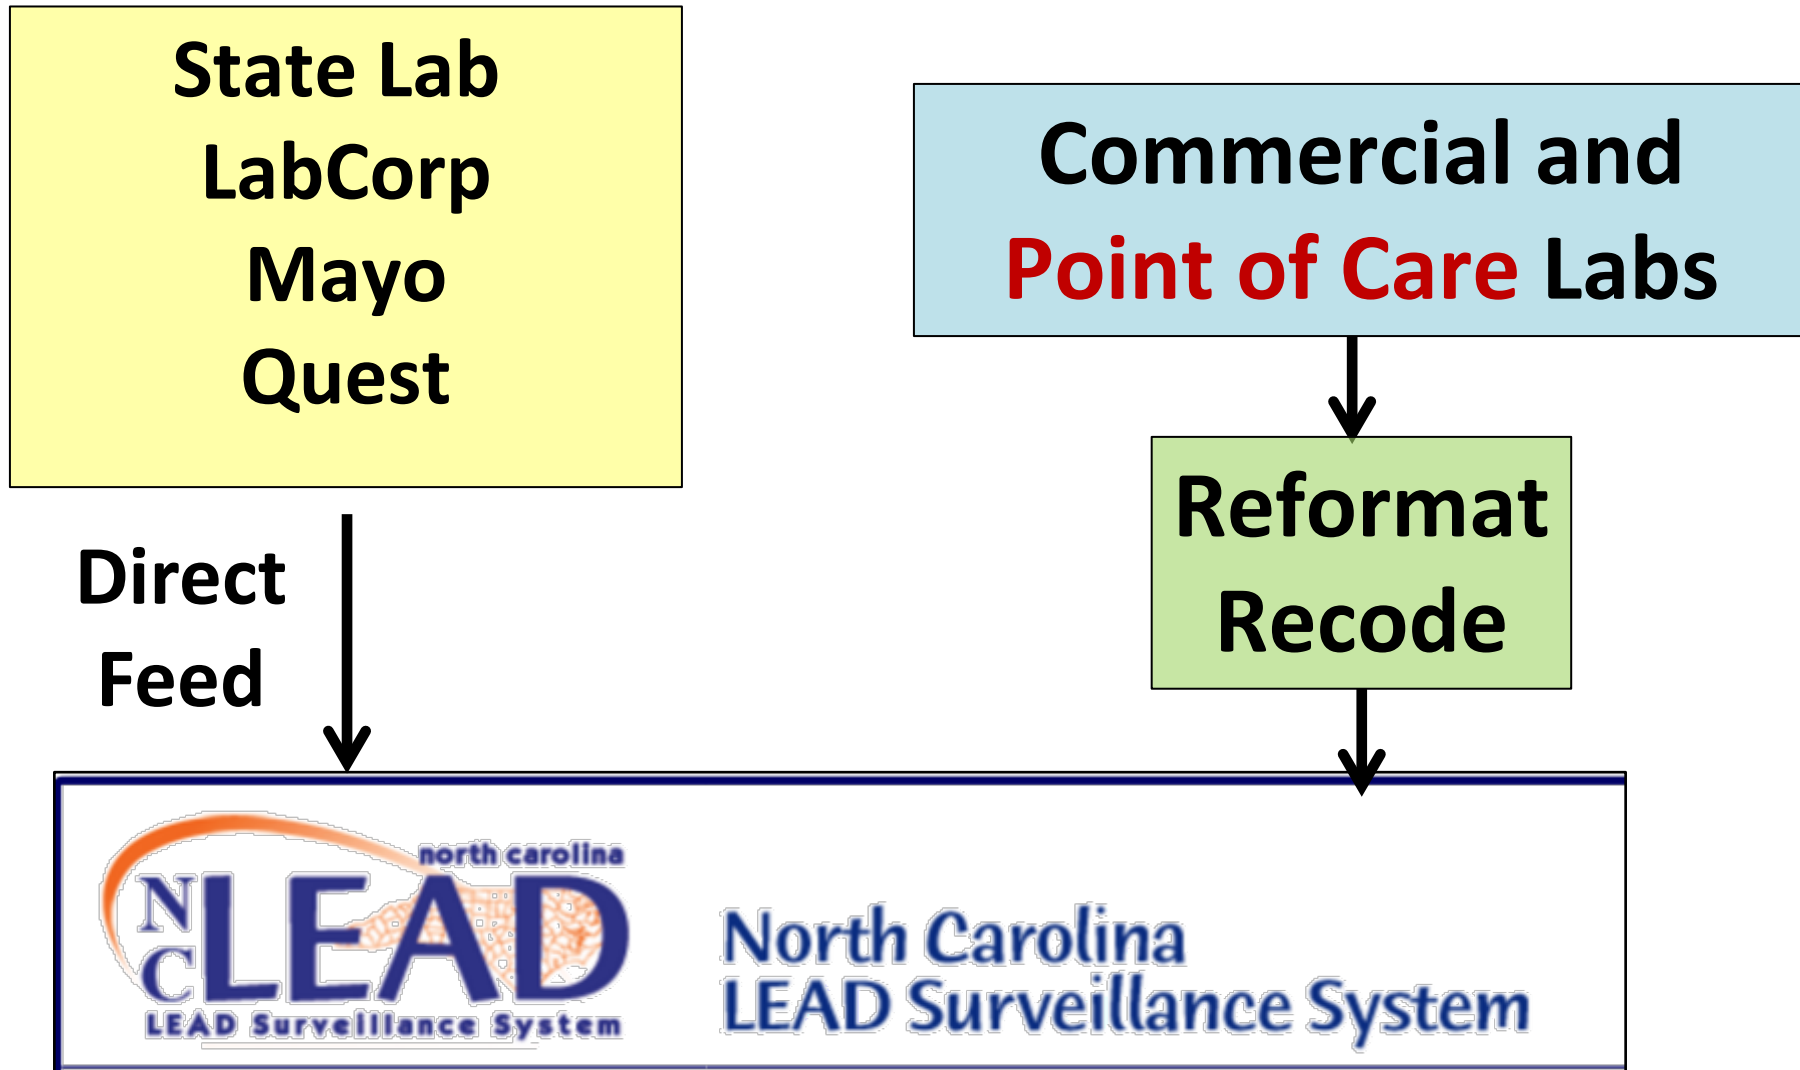 State Lab
LabCorp
Mayo
Quest
Commercial and
Point of Care Labs
Reformat
Recode
Direct
Feed
north carolina
NC LEAD
LEAD Surveillance System
North Carolina
LEAD Surveillance System